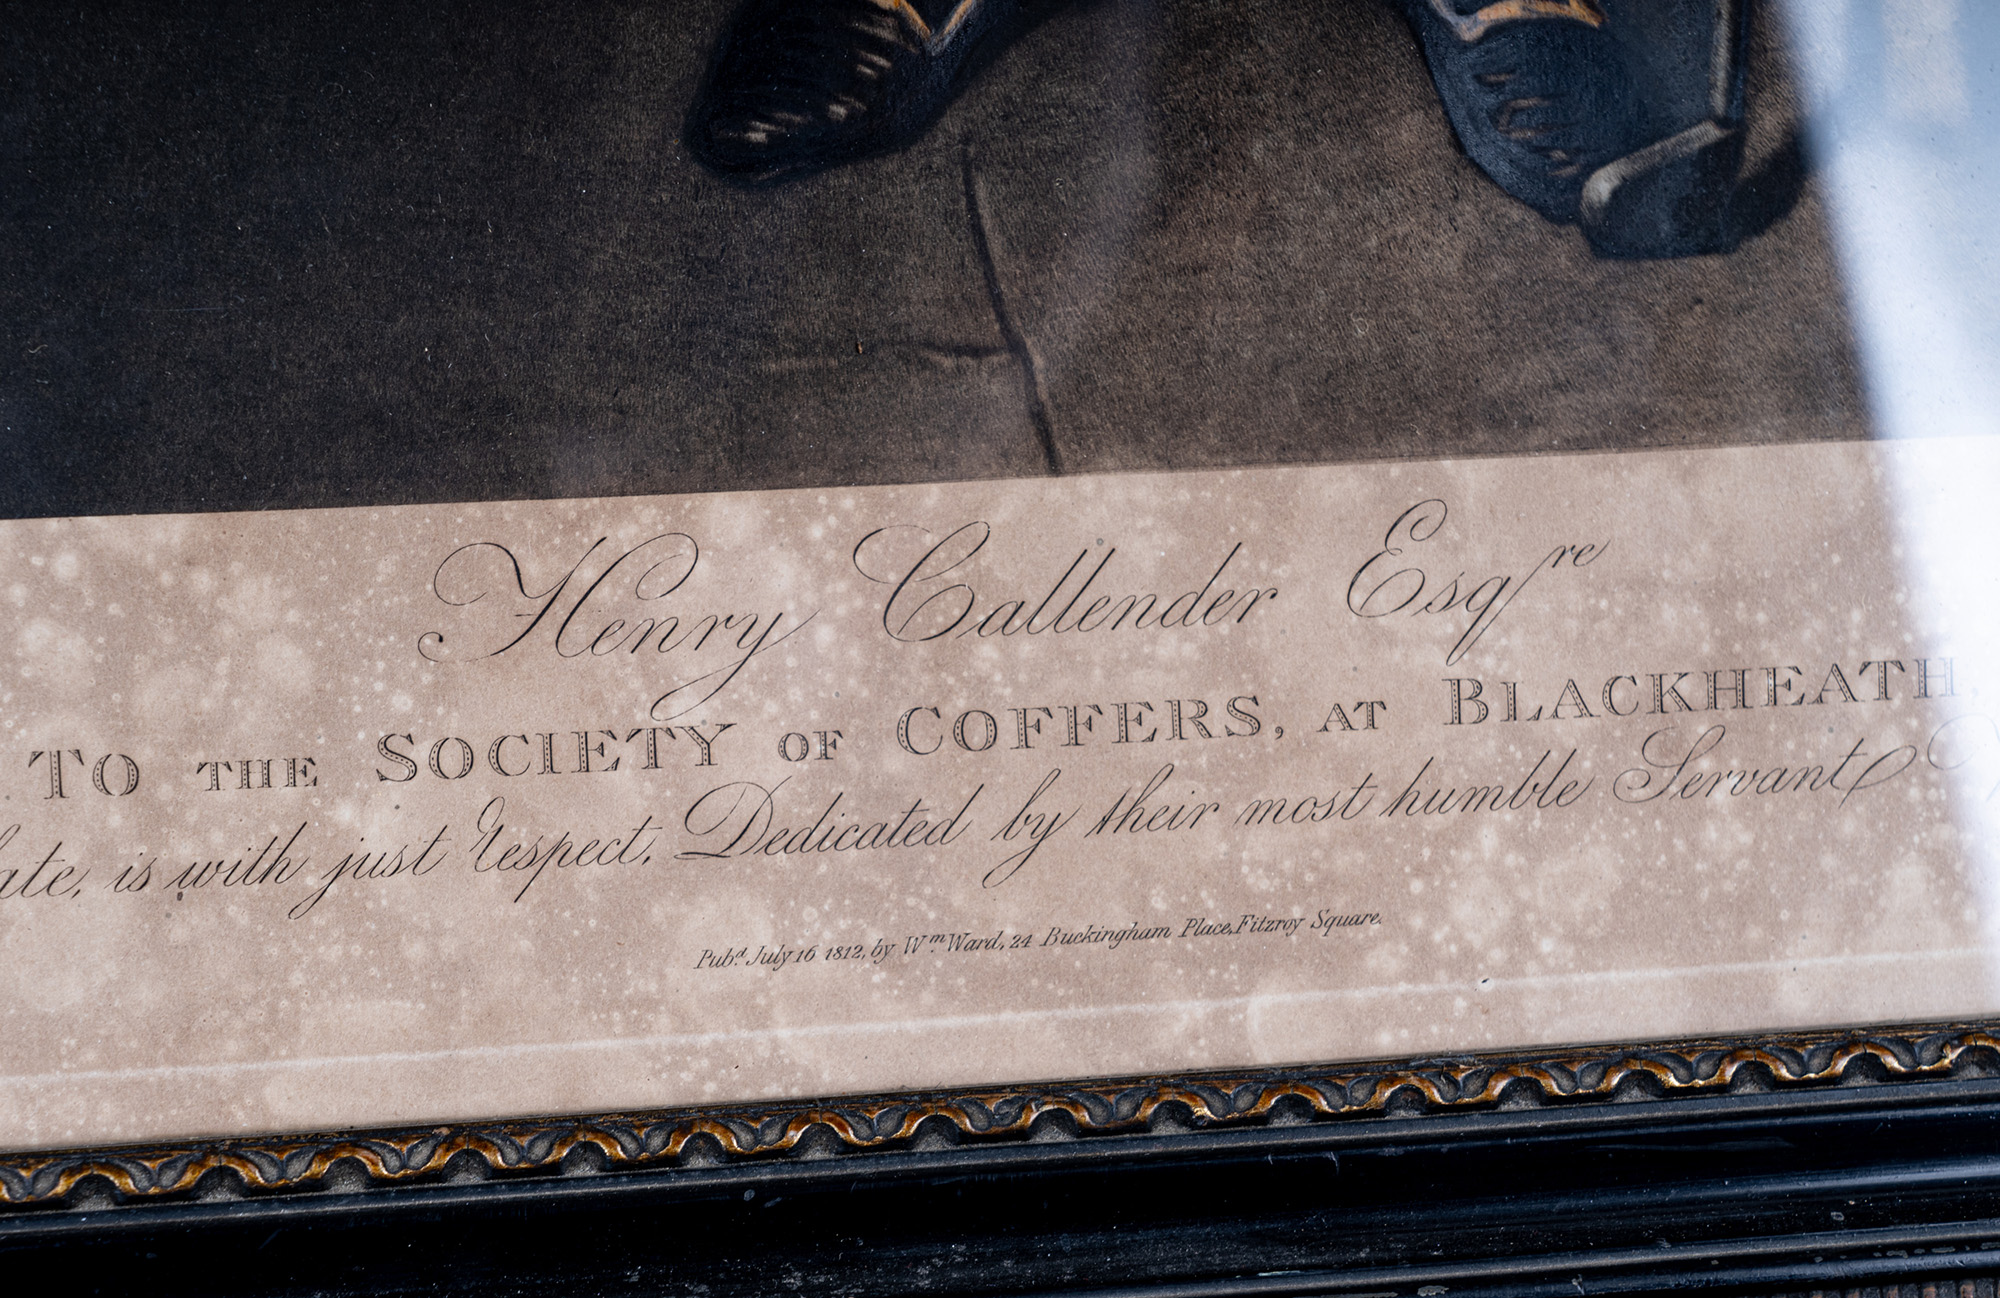 Henry Callender Esqre
TO THE SOCIETY OF COFFERS, AT BLACKHEATH
is with just respect, Dedicated by their most humble Servant
Pubd. July 16 1812, by Wm. Ward, 24 Buckingham Place, Fitzroy Square.